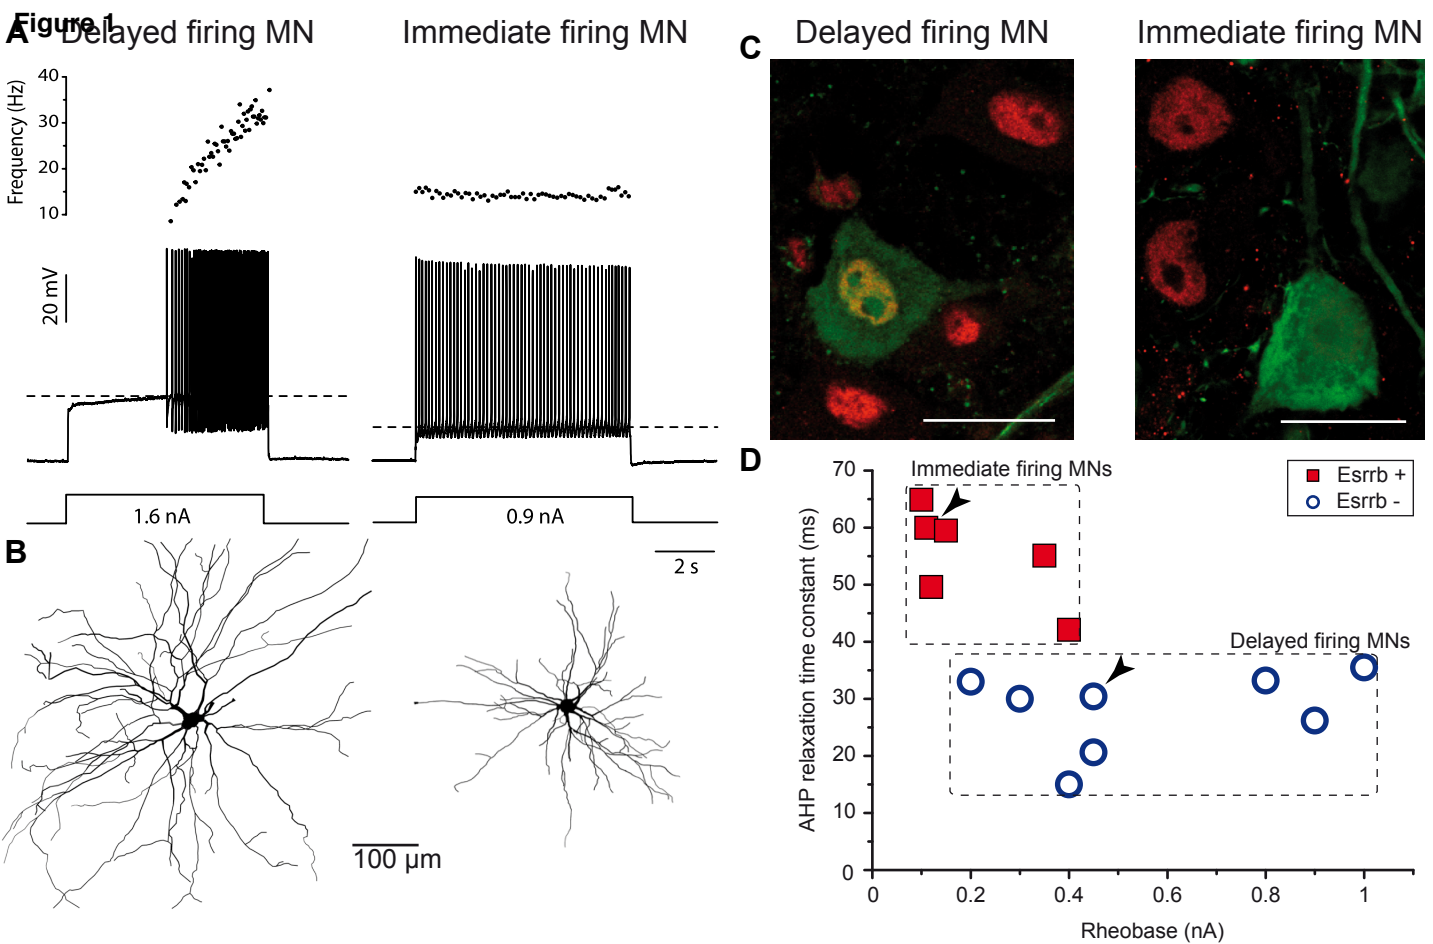 Figure 1
A
Delayed firing MN
Immediate firing MN
Frequency (Hz)
40
30
20
10
20 mV
1.6 nA
0.9 nA
2 s
B
100 µm
C
Delayed firing MN
Immediate firing MN
D
Immediate firing MNs
Esrrb +
Esrrb -
Delayed firing MNs
AHP relaxation time constant (ms)
70
60
50
40
30
20
10
0
0 0.2 0.4 0.6 0.8 1
Rheobase (nA)